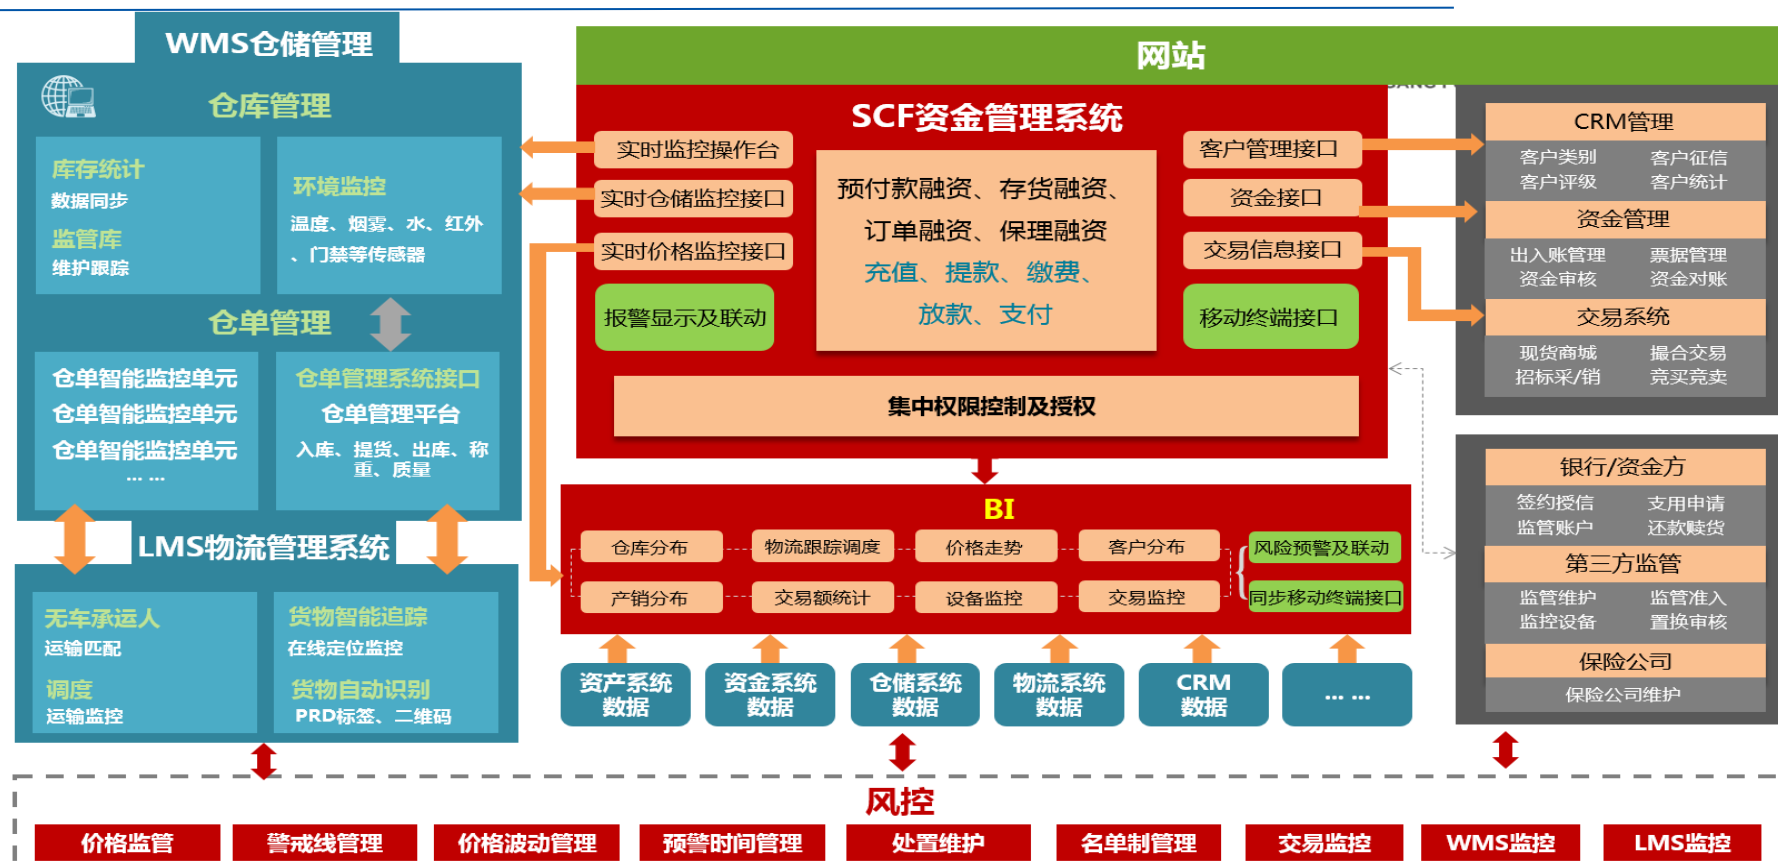 WMS仓储管理
仓库管理
库存统计
数据同步
监管库
维护跟踪
环境监控
温度、烟雾、水、红外
、门禁等传感器
仓单管理
仓单智能监控单元
仓单智能监控单元
仓单智能监控单元
... ...
仓单管理系统接口
仓单管理平台
入库、提货、出库、称
重、质量
LMS物流管理系统
无车承运人
运输匹配
调度
运输监控
货物智能追踪
在线定位监控
货物自动识别
PRD标签、二维码
网站
SCF资金管理系统
实时监控操作台
实时仓储监控接口
实时价格监控接口
报警显示及联动
预付款融资、存货融资、
订单融资、保理融资
充值、提款、缴费、
放款、支付
客户管理接口
资金接口
交易信息接口
移动终端接口
集中权限控制及授权
BI
仓库分布
物流跟踪调度
价格走势
客户分布
风险预警及联动
产销分布
交易额统计
设备监控
交易监控
同步移动终端接口
资产系统
数据
资金系统
数据
仓储系统
数据
物流系统
数据
CRM
数据
... ...
CRM管理
客户类别 客户征信
客户评级 客户统计
资金管理
出入账管理 票据管理
资金审核 资金对账
交易系统
现货商城 撮合交易
招标采/销 竞买竞卖
银行/资金方
签约授信 支用申请
监管账户 还款赎货
第三方监管
监管维护 监管准入
监控设备 置换审核
保险公司
保险公司维护
风控
价格监管
警戒线管理
价格波动管理
预警时间管理
处置维护
名单制管理
交易监控
WMS监控
LMS监控